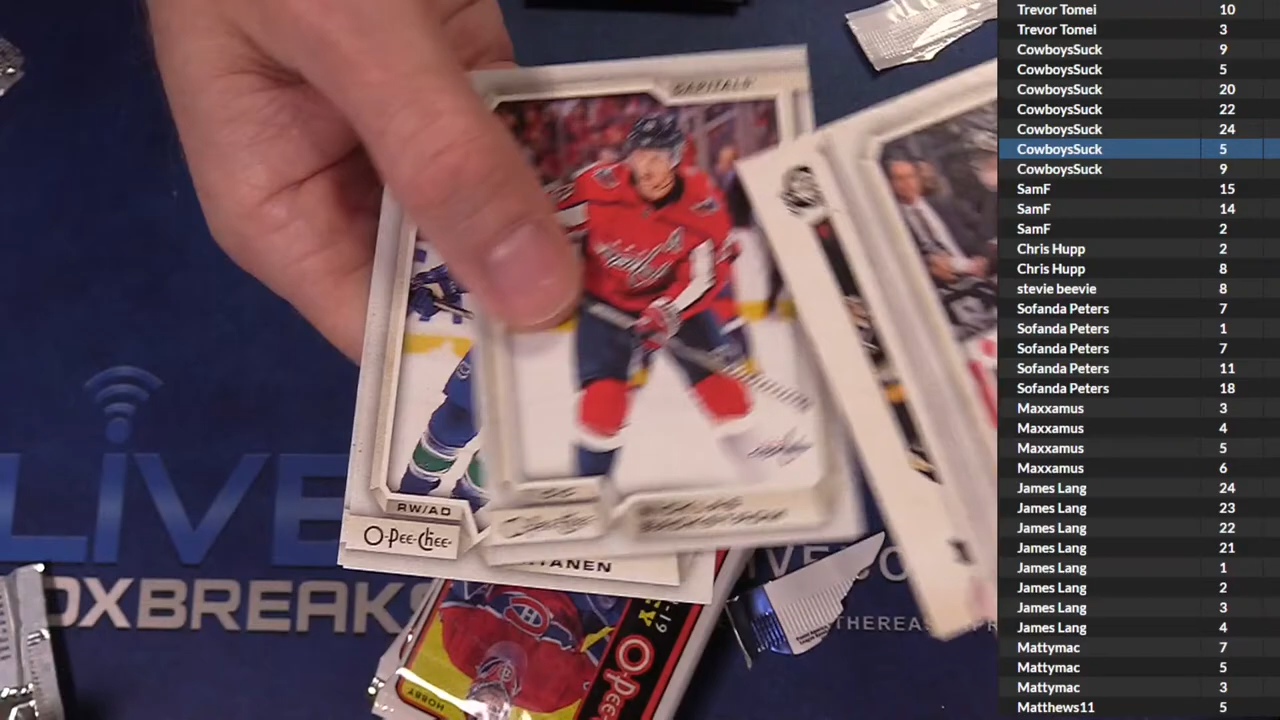 CAPITALS
RW/AD
O-Pee-Chee
TANEN
LIVE
OXBREAKS
HOBBY
O-Pee-
Trevor Tomei 10
Trevor Tomei 3
CowboysSuck 9
CowboysSuck 5
CowboysSuck 20
CowboysSuck 22
CowboysSuck 24
CowboysSuck 5
CowboysSuck 9
SamF 15
SamF 14
SamF 2
Chris Hupp 2
Chris Hupp 8
stevie beevie 8
Sofanda Peters 7
Sofanda Peters 1
Sofanda Peters 7
Sofanda Peters 11
Sofanda Peters 18
Maxxamus 3
Maxxamus 4
Maxxamus 5
Maxxamus 6
James Lang 24
James Lang 23
James Lang 22
James Lang 21
James Lang 1
James Lang 2
James Lang 3
James Lang 4
Mattymac 7
Mattymac 5
Mattymac 3
Matthews11 5